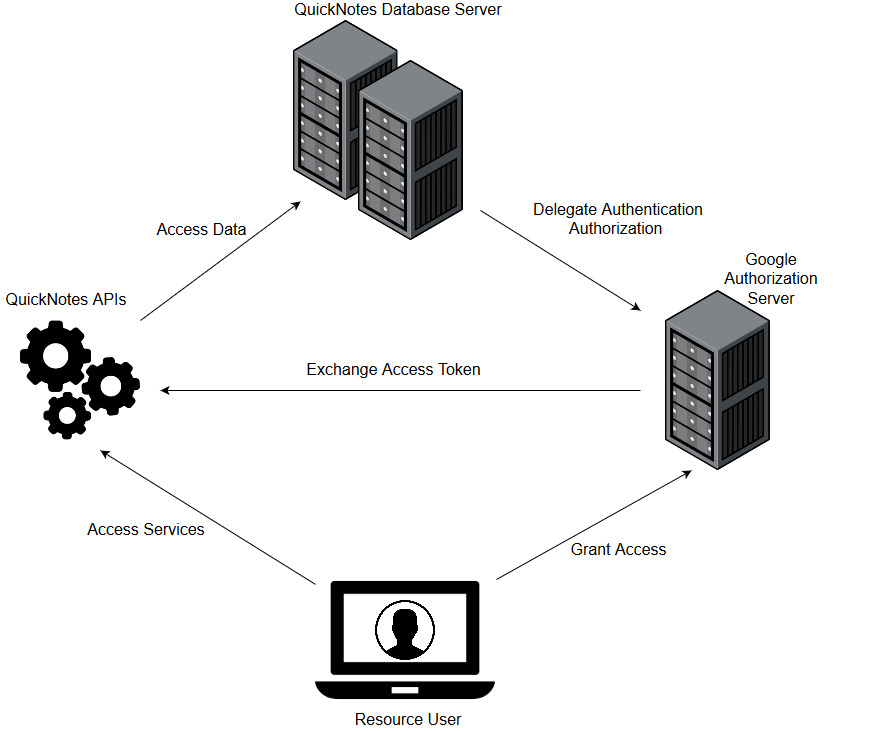 QuickNotes Database Server
Access Data
Delegate Authentication
Authorization
Google
Authorization
Server
QuickNotes APIs
Exchange Access Token
Access Services
Grant Access
Resource User